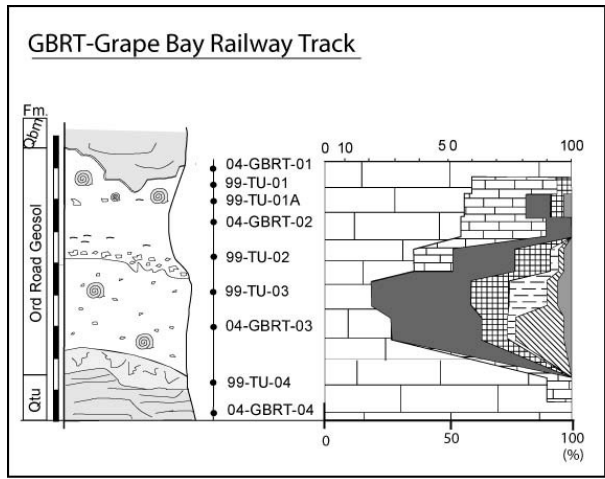 GBRT-Grape Bay Railway Track
Fm.
Qbm
Ord Road Geosol
Qtu
04-GBRT-01
99-TU-01
99-TU-01A
04-GBRT-02
99-TU-02
99-TU-03
04-GBRT-03
99-TU-04
04-GBRT-04
0 10 50 100
0 50 100
(%)